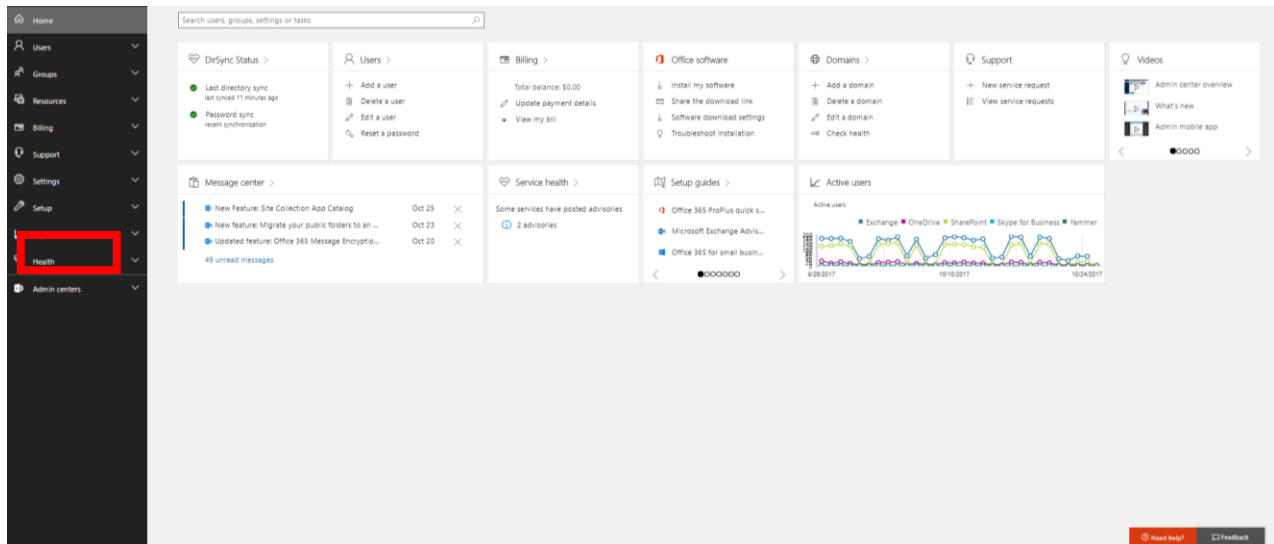 Home
Users
Groups
Resources
Billing
Support
Settings
Setup
Health
Admin centers
Search users, groups, settings or tasks
DirSync Status >
Last directory sync
last synced 11 minutes ago
Password sync
recent synchronization
Users >
Add a user
Delete a user
Edit a user
Reset a password
Billing >
Total balance: $0.00
Update payment details
View my bill
Office software
Install my software
Share the download link
Software download settings
Troubleshoot installation
Domains >
Add a domain
Delete a domain
Edit a domain
Check health
Support
New service request
View service requests
Videos
Admin center overview
What's new
Admin mobile app
Message center >
New Feature: Site Collection App Catalog Oct 25
New feature: Migrate your public folders to an ... Oct 23
Updated feature: Office 365 Message Encryptio... Oct 20
49 unread messages
Service health >
Some services have posted advisories
2 advisories
Setup guides >
Office 365 ProPlus quick s...
Microsoft Exchange Advis...
Office 365 for small busin...
Active users
Active users
Exchange OneDrive SharePoint Skype for Business Yammer
9/28/2017 10/10/2017 10/24/2017
Need help? Feedback